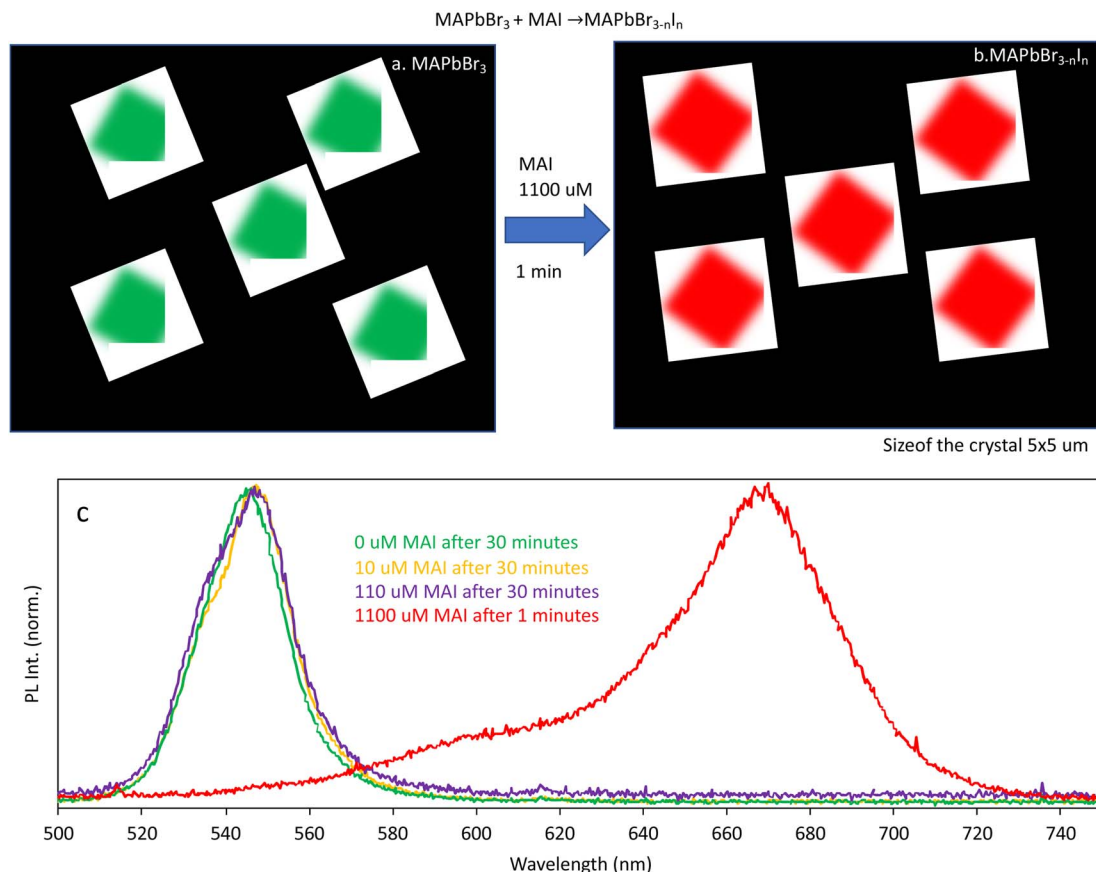 MAPbBr₃ + MAI →MAPbBr₃₋ₙIₙ
a. MAPbBr₃
b.MAPbBr₃₋ₙIₙ
MAI
1100 uM
1 min
Sizeof the crystal 5x5 um
c
0 uM MAI after 30 minutes
10 uM MAI after 30 minutes
110 uM MAI after 30 minutes
1100 uM MAI after 1 minutes
PL Int. (norm.)
500 520 540 560 580 600 620 640 660 680 700 720 740
Wavelength (nm)